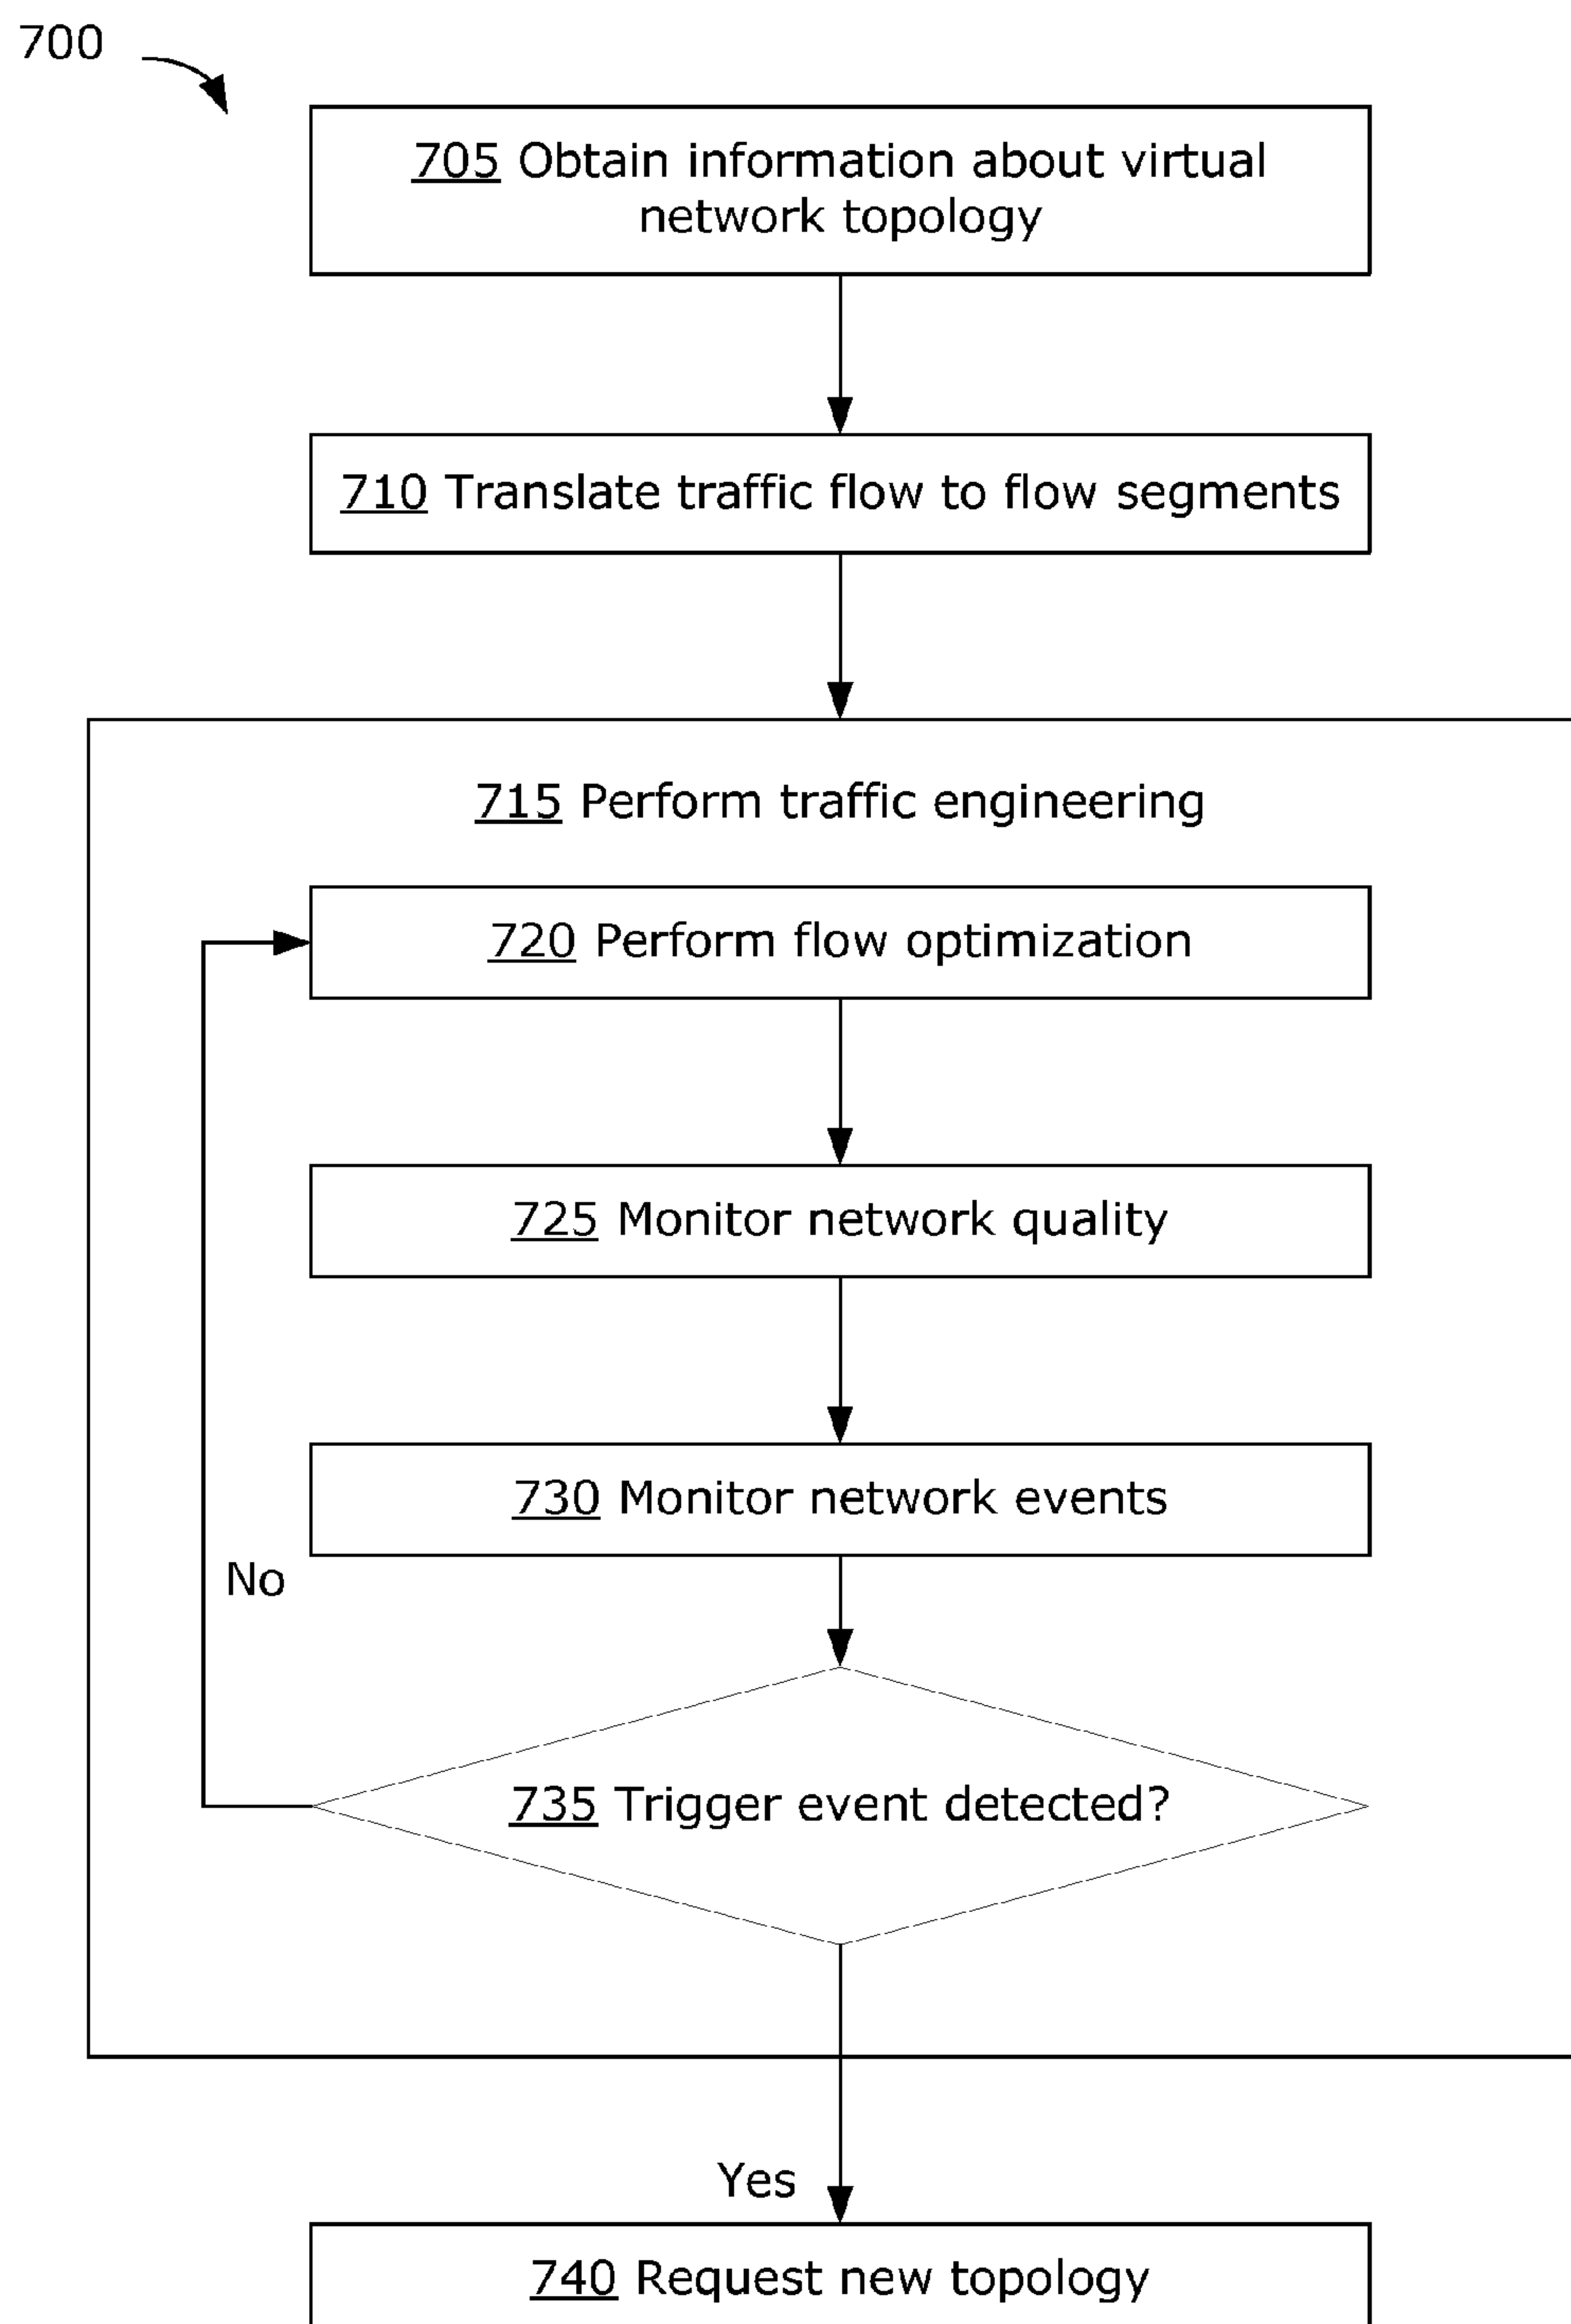 700
705 Obtain information about virtual
network topology
710 Translate traffic flow to flow segments
715 Perform traffic engineering
720 Perform flow optimization
725 Monitor network quality
730 Monitor network events
No
735 Trigger event detected?
Yes
740 Request new topology